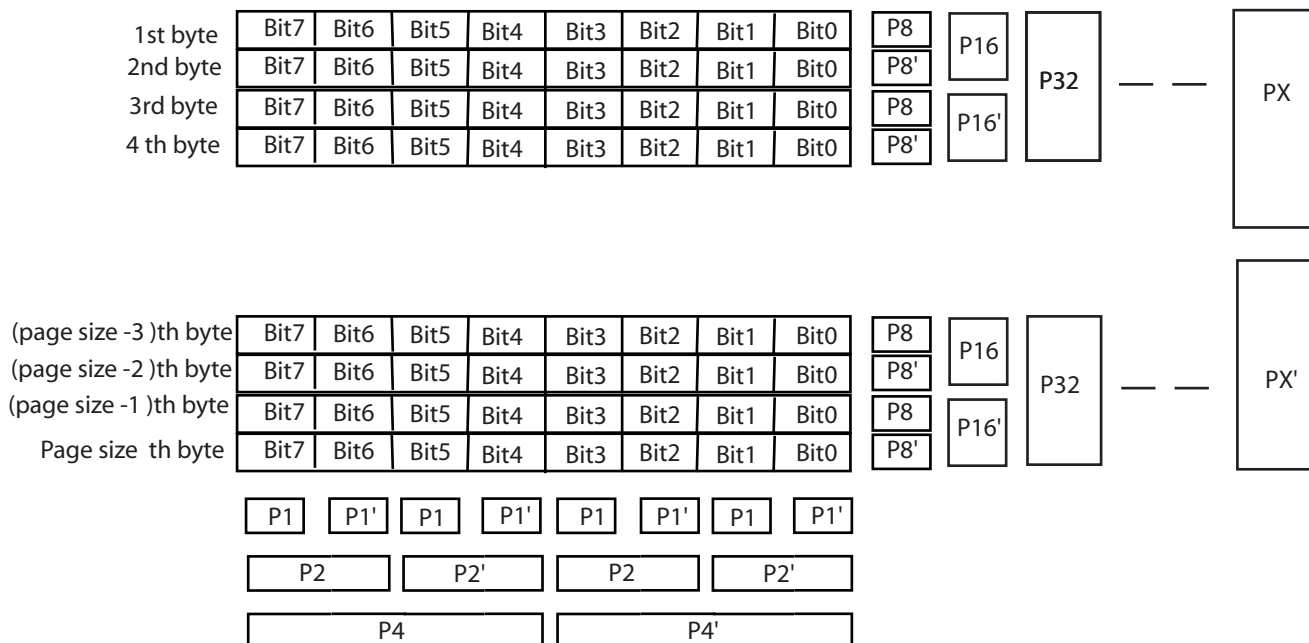 1st byte Bit7 Bit6 Bit5 Bit4 Bit3 Bit2 Bit1 Bit0 P8 P16 P32 PX
2nd byte Bit7 Bit6 Bit5 Bit4 Bit3 Bit2 Bit1 Bit0 P8'
3rd byte Bit7 Bit6 Bit5 Bit4 Bit3 Bit2 Bit1 Bit0 P8 P16'
4 th byte Bit7 Bit6 Bit5 Bit4 Bit3 Bit2 Bit1 Bit0 P8'
(page size -3 )th byte Bit7 Bit6 Bit5 Bit4 Bit3 Bit2 Bit1 Bit0 P8 P16 P32 PX'
(page size -2 )th byte Bit7 Bit6 Bit5 Bit4 Bit3 Bit2 Bit1 Bit0 P8'
(page size -1 )th byte Bit7 Bit6 Bit5 Bit4 Bit3 Bit2 Bit1 Bit0 P8 P16'
Page size th byte Bit7 Bit6 Bit5 Bit4 Bit3 Bit2 Bit1 Bit0 P8'
P1 P1' P1 P1' P1 P1' P1 P1'
P2 P2' P2 P2'
P4 P4'